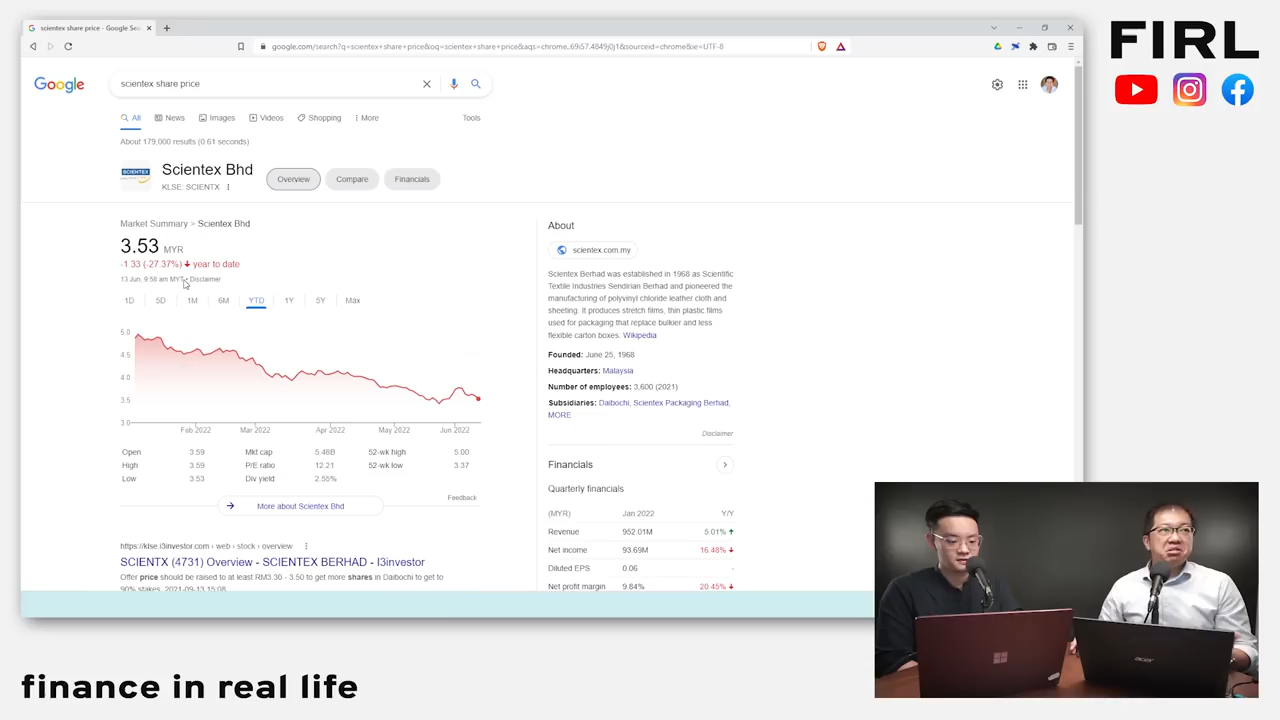 scientex share price - Google Sea
google.com/search?q=scientex+share+price&oq=scientex+share+price&aqs=chrome..69i57.4849j0j1&sourceid=chrome&ie=UTF-8
FIRL
Google
scientex share price
All
News
Images
Videos
Shopping
More
Tools
About 179,000 results (0.61 seconds)
SCIENTEX
Scientex Bhd
KLSE: SCIENTX
Overview
Compare
Financials
Market Summary > Scientex Bhd
3.53 MYR
-1.33 (-27.37%) year to date
13 Jun, 9:58 am MYT • Disclaimer
1D 5D 1M 6M YTD 1Y 5Y Max
5.0
4.5
4.0
3.5
3.0
Feb 2022 Mar 2022 Apr 2022 May 2022 Jun 2022
Open 3.59 Mkt cap 5.48B 52-wk high 5.00
High 3.59 P/E ratio 12.21 52-wk low 3.37
Low 3.53 Div yield 2.55%
More about Scientex Bhd
Feedback
https://klse.i3investor.com › web › stock › overview
SCIENTX (4731) Overview - SCIENTEX BERHAD - I3investor
Offer price should be raised to at least RM3.30 - 3.50 to get more shares in Daibochi to get to
90% stakes. 2021-09-13 15:08
About
scientex.com.my
Scientex Berhad was established in 1968 as Scientific
Textile Industries Sendirian Berhad and pioneered the
manufacturing of polyvinyl chloride leather cloth and
sheeting. It produces stretch films, thin plastic films
used for packaging that replace bulkier and less
flexible carton boxes. Wikipedia
Founded: June 25, 1968
Headquarters: Malaysia
Number of employees: 3,600 (2021)
Subsidiaries: Daibochi, Scientex Packaging Berhad,
MORE
Disclaimer
Financials
Quarterly financials
(MYR) Jan 2022 Y/Y
Revenue 952.01M 5.01%
Net income 93.69M 16.48%
Diluted EPS 0.06 -
Net profit margin 9.84% 20.45%
acer
finance in real life